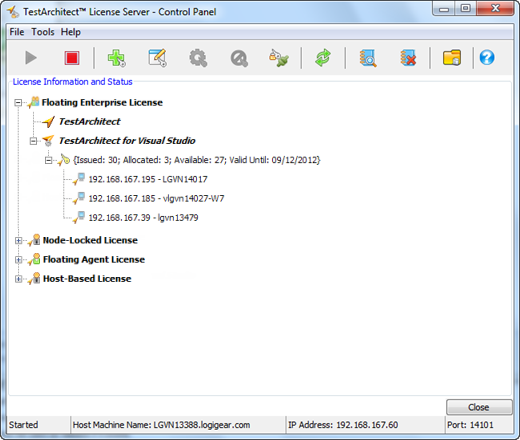 TestArchitect™ License Server - Control Panel
File Tools Help
License Information and Status
Floating Enterprise License
TestArchitect
TestArchitect for Visual Studio
{Issued: 30; Allocated: 3; Available: 27; Valid Until: 09/12/2012}
192.168.167.195 - LGVN14017
192.168.167.185 - vlgvn14027-W7
192.168.167.39 - lgvn13479
Node-Locked License
Floating Agent License
Host-Based License
Close
Started Host Machine Name: LGVN13388.logigear.com IP Address: 192.168.167.60 Port: 14101